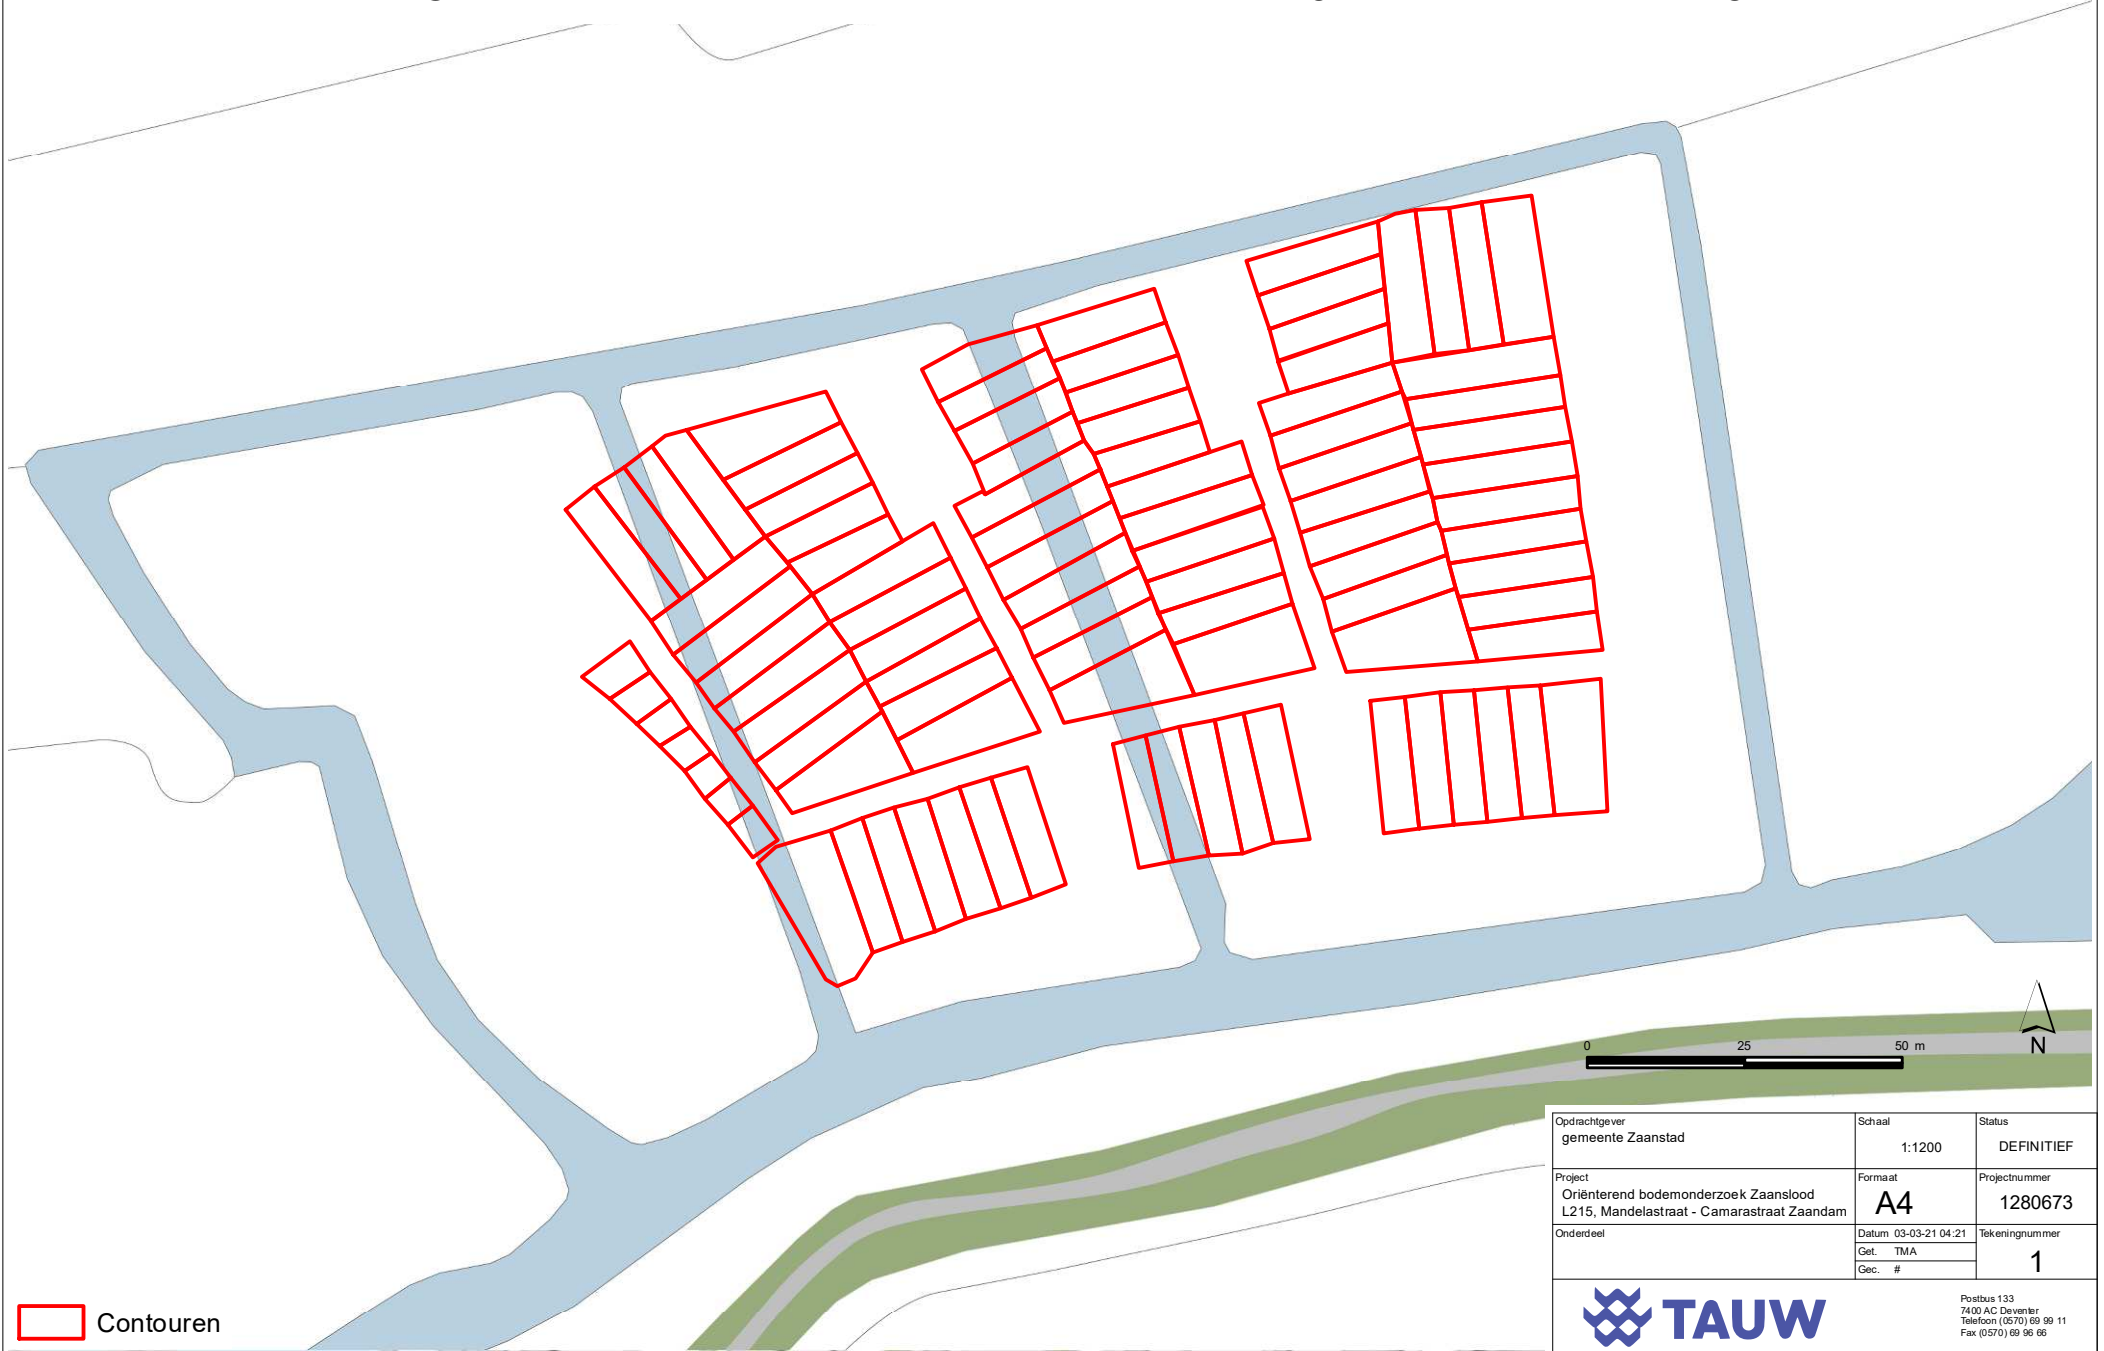 0 25 50 m
N
Opdrachtgever
gemeente Zaanstad
Schaal
1:1200
Status
DEFINITIEF
Project
Oriënterend bodemonderzoek Zaanslood
L215, Mandelastraat - Camarastraat Zaandam
Formaat
A4
Projectnummer
1280673
Onderdeel
Datum 03-03-21 04:21
Get. TMA
Gec. #
Tekeningnummer
1
Contouren
TAUW
Postbus 133
7400 AC Deventer
Telefoon (0570) 69 99 11
Fax (0570) 69 96 66